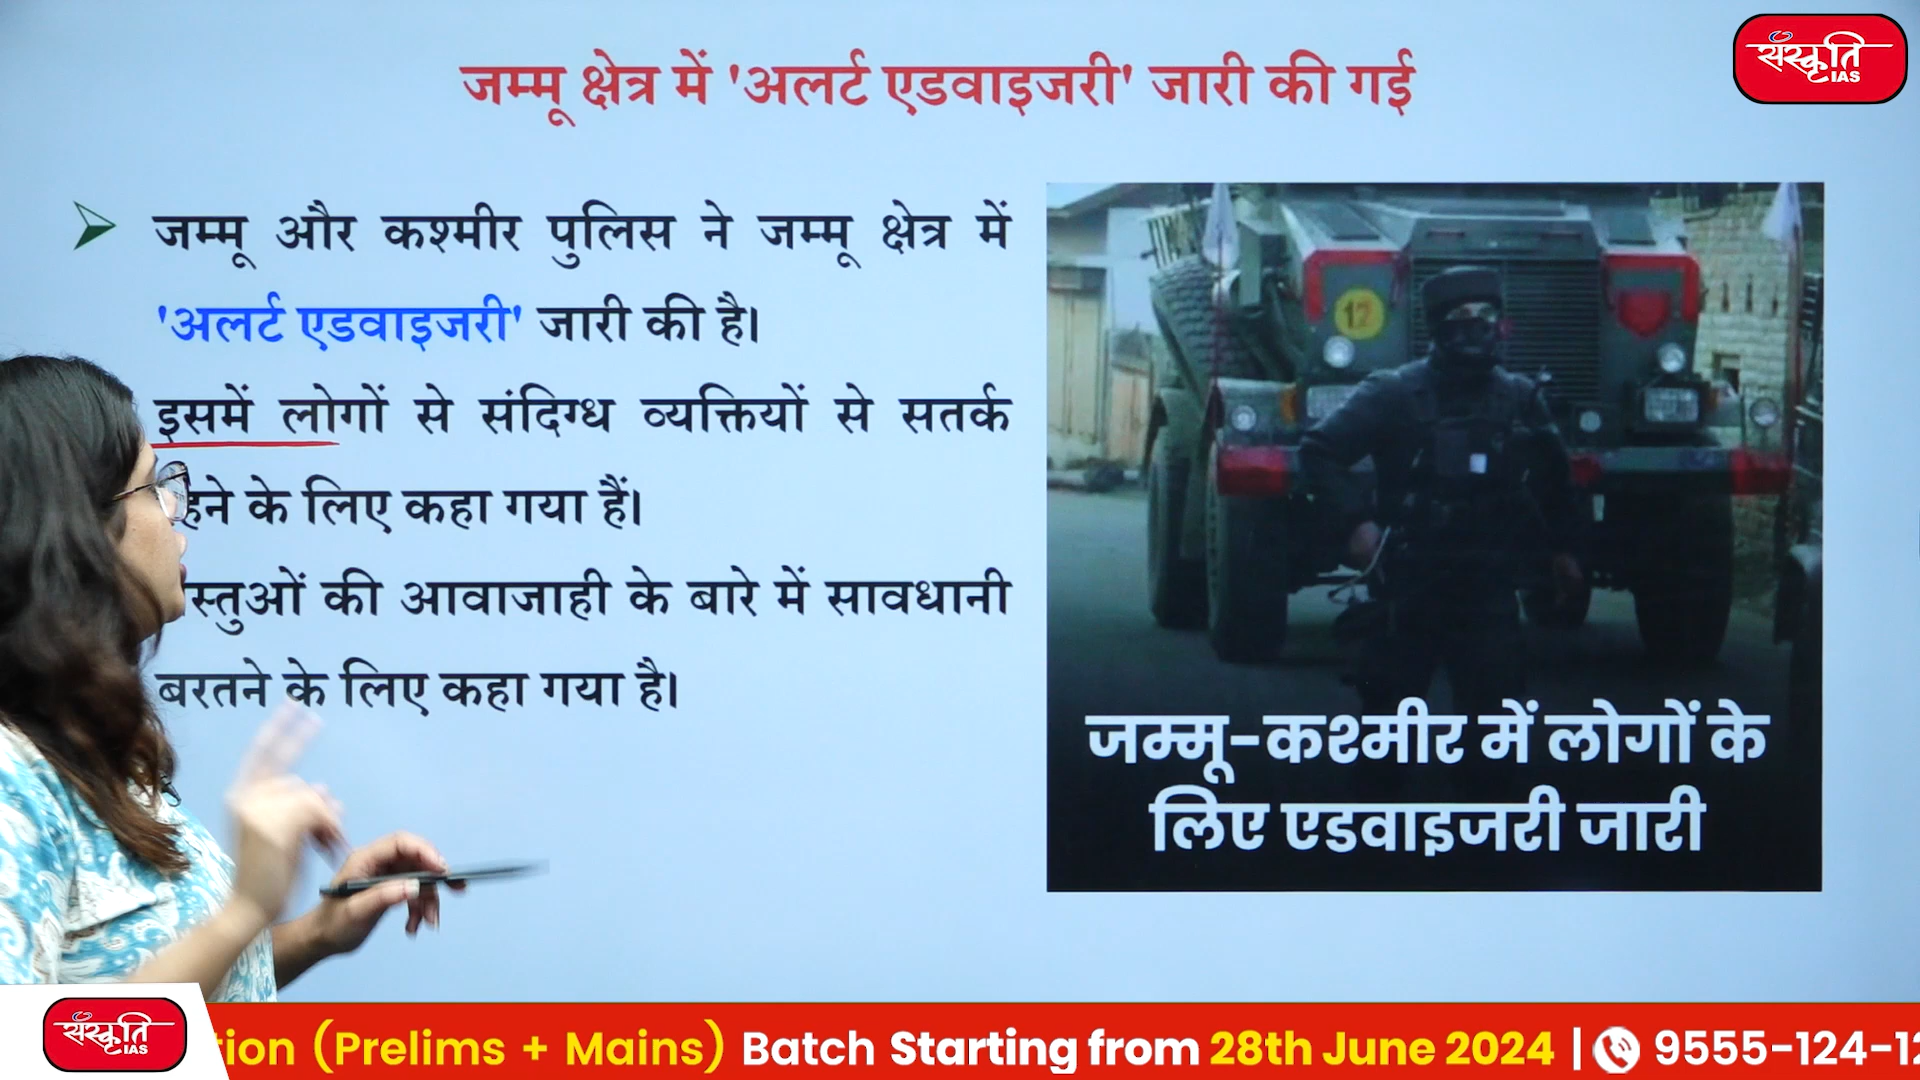 जम्मू क्षेत्र में 'अलर्ट एडवाइजरी' जारी की गई
संस्कृति
IAS
जम्मू और कश्मीर पुलिस ने जम्मू क्षेत्र में
'अलर्ट एडवाइजरी' जारी की है।
इसमें लोगों से संदिग्ध व्यक्तियों से सतर्क
के लिए कहा गया हैं।
की आवाजाही के बारे में सावधानी
बरतने के लिए कहा गया है।
12
जम्मू-कश्मीर में लोगों के
लिए एडवाइजरी जारी
संस्कृति
IAS
(Prelims + Mains) Batch Starting from 28th June 2024 | 9555-124-12